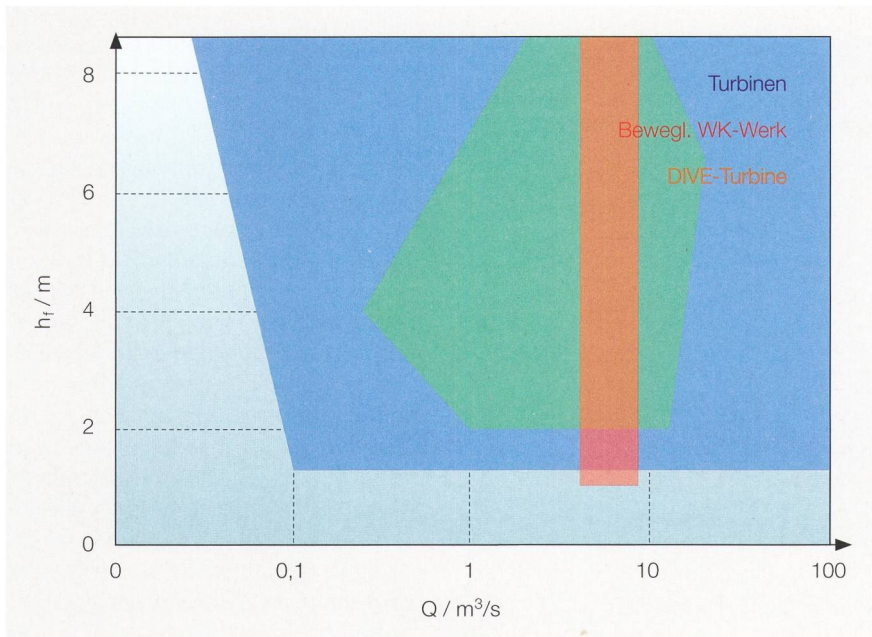 8
6
4
2
0
h_f / m
Turbinen
Bewegl. WK-Werk
DIVE-Turbine
0
0,1
1
10
100
Q / m³/s